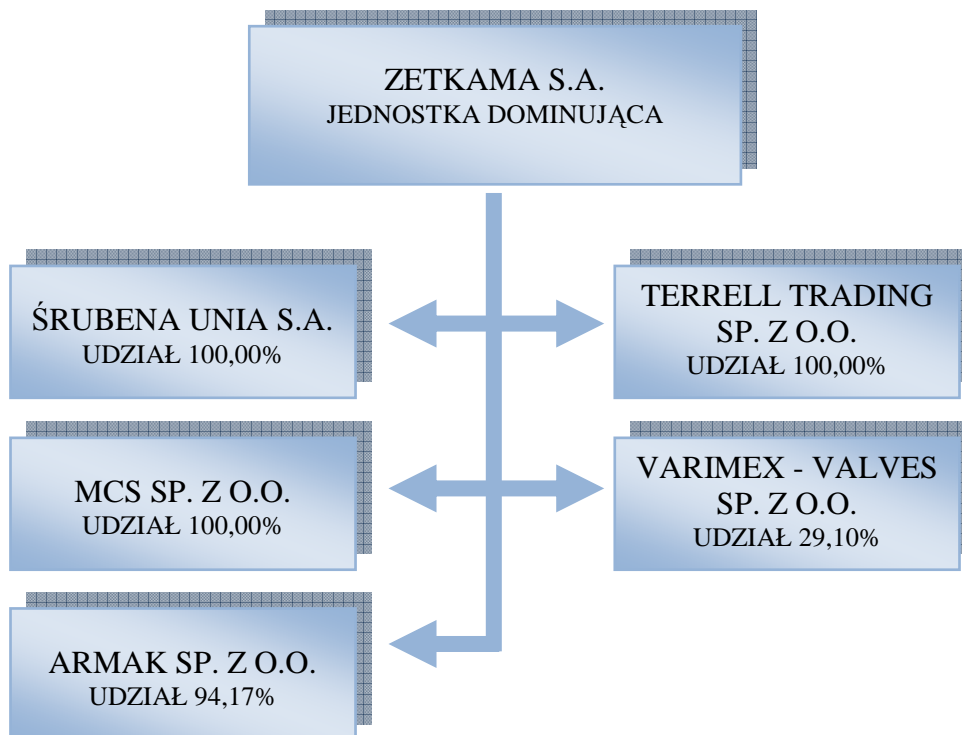 ZETKAMA S.A.
JEDNOSTKA DOMINUJĄCA
ŚRUBENA UNIA S.A.
UDZIAŁ 100,00%
TERRELL TRADING
SP. Z O.O.
UDZIAŁ 100,00%
MCS SP. Z O.O.
UDZIAŁ 100,00%
VARIMEX - VALVES
SP. Z O.O.
UDZIAŁ 29,10%
ARMAK SP. Z O.O.
UDZIAŁ 94,17%